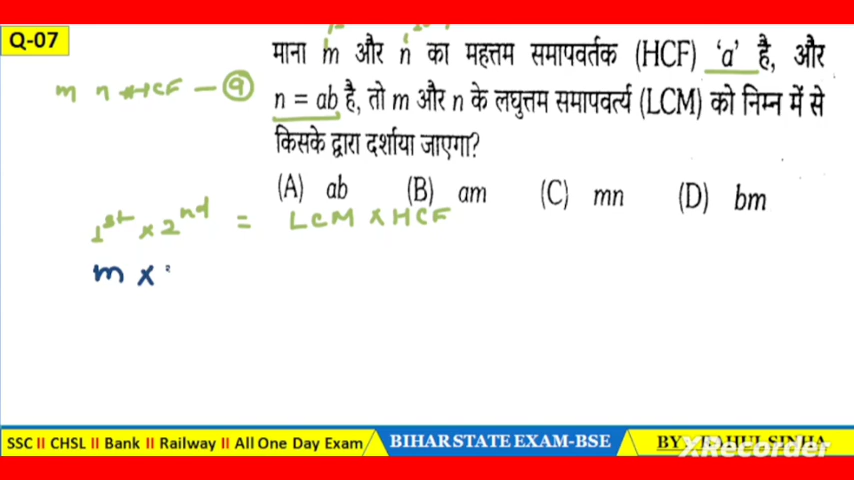 Q-07
माना m और n का महत्तम समापवर्तक (HCF) ‘a’ है, और
n = ab है, तो m और n के लघुत्तम समापवर्त्य (LCM) को निम्न में से
किसके द्वारा दर्शाया जाएगा?
(A) ab (B) am (C) mn (D) bm
m n HCF — a
1st × 2nd = LCM × HCF
m ×
SSC II CHSL II Bank II Railway II All One Day Exam
BIHAR STATE EXAM-BSE
XRecorder